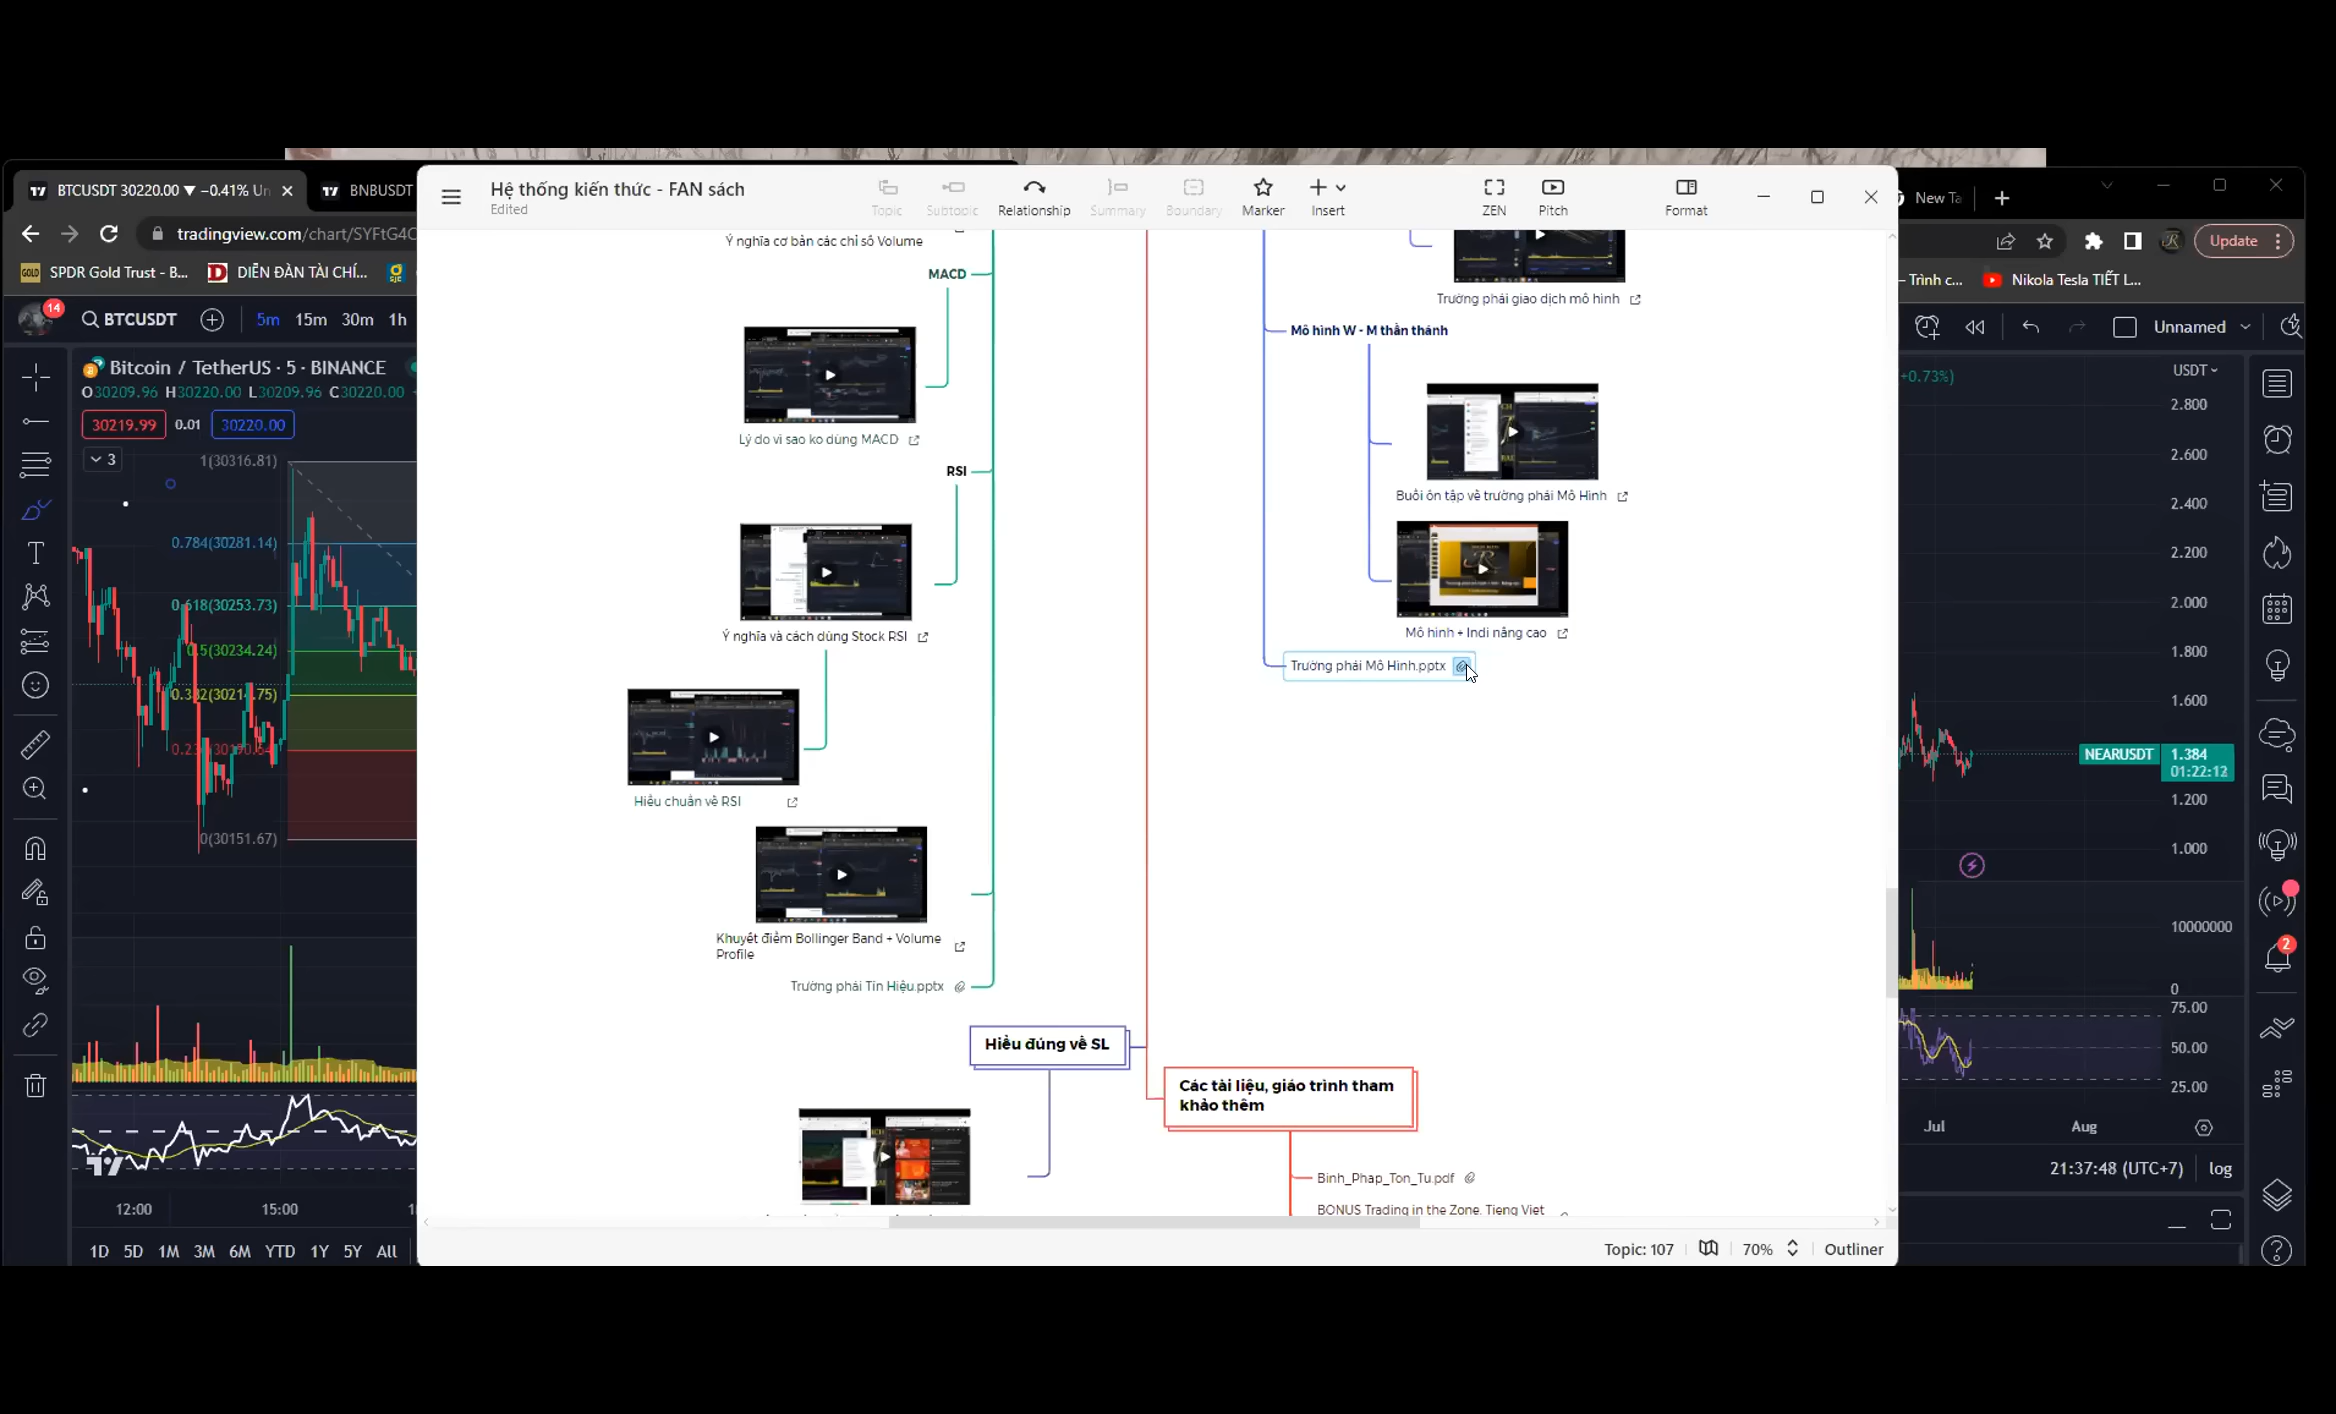 BTCUSDT 30220.00 ▼ −0.41% Un
BNBUSDT
tradingview.com/chart/SYFtG4C
SPDR Gold Trust - B...
DIỄN ĐÀN TÀI CHÍ...
14
BTCUSDT
5m 15m 30m 1h
Bitcoin / TetherUS · 5 · BINANCE
O30209.96 H30220.00 L30209.96 C30220.00
30219.99 0.01 30220.00
3
1(30316.81)
0.784(30281.14)
0.618(30253.73)
0.5(30234.24)
0.382(30214.75)
0(30151.67)
12:00 15:00
1D 5D 1M 3M 6M YTD 1Y 5Y All
Hệ thống kiến thức - FAN sách
Edited
Topic Subtopic Relationship Summary Boundary Marker Insert
ZEN Pitch Format
Ý nghĩa cơ bản các chỉ số Volume
MACD
Lý do vì sao ko dùng MACD
RSI
Ý nghĩa và cách dùng Stock RSI
Hiểu chuẩn về RSI
Khuyết điểm Bollinger Band + Volume
Profile
Trường phái Tín Hiệu.pptx
Hiểu đúng về SL
Trường phái giao dịch mô hình
Mô hình W - M thần thánh
Buổi ôn tập về trường phái Mô Hình
Mô hình + Indi nâng cao
Trường phái Mô Hình.pptx
Các tài liệu, giáo trình tham
khảo thêm
Binh_Phap_Ton_Tu.pdf
BONUS Trading in the Zone. Tieng Viet
Topic: 107
70%
Outliner
New Ta
Update
– Trình c...
Nikola Tesla TIẾT L...
Unnamed
+0.73%)
USDT
2.800
2.600
2.400
2.200
2.000
1.800
1.600
NEARUSDT 1.384
01:22:12
1.200
1.000
10000000
0
75.00
50.00
25.00
Jul Aug
21:37:48 (UTC+7) log
2